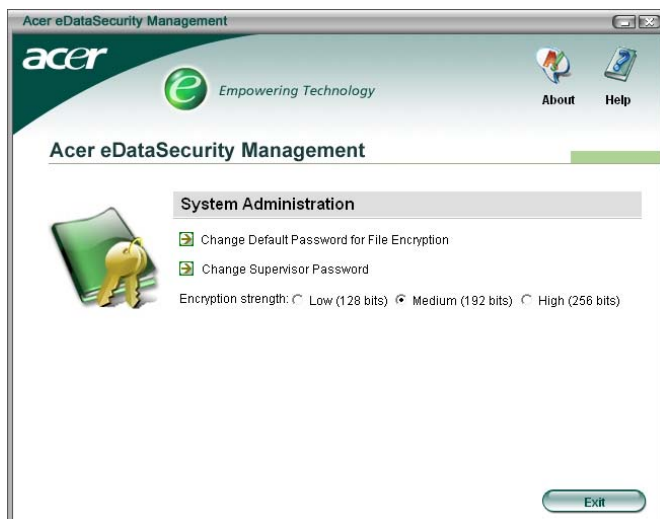 Acer eDataSecurity Management
acer
e Empowering Technology
About Help
Acer eDataSecurity Management
System Administration
Change Default Password for File Encryption
Change Supervisor Password
Encryption strength: Low (128 bits) Medium (192 bits) High (256 bits)
Exit